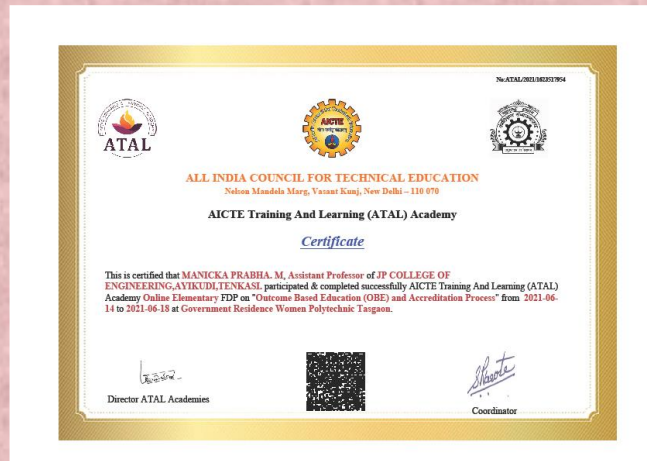 No:ATAL/2021/1623517954
ATAL
AICTE
ALL INDIA COUNCIL FOR TECHNICAL EDUCATION
Nelson Mandela Marg, Vasant Kunj, New Delhi – 110 070
AICTE Training And Learning (ATAL) Academy
Certificate
This is certified that MANICKA PRABHA. M, Assistant Professor of JP COLLEGE OF
ENGINEERING,AYIKUDI,TENKASI. participated & completed successfully AICTE Training And Learning (ATAL)
Academy Online Elementary FDP on "Outcome Based Education (OBE) and Accreditation Process" from 2021-06-
14 to 2021-06-18 at Government Residence Women Polytechnic Tasgaon.
Director ATAL Academies
Coordinator